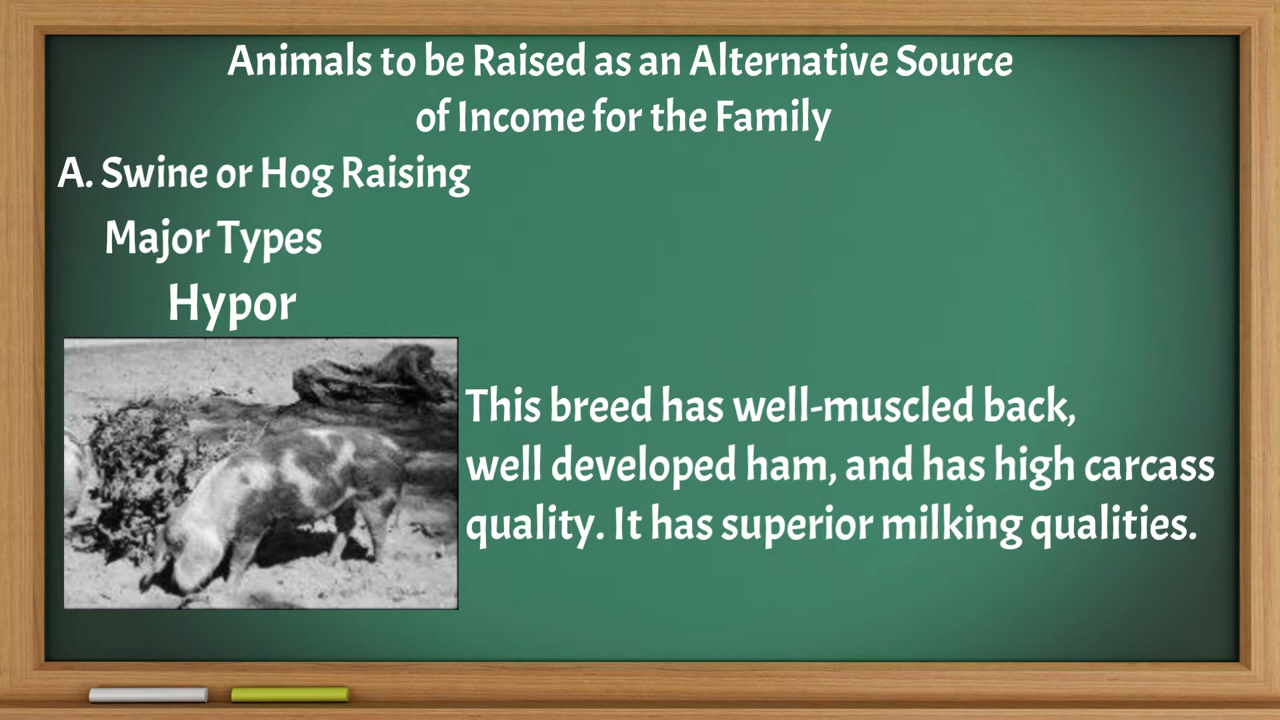 Animals to be Raised as an Alternative Source
of Income for the Family
A. Swine or Hog Raising
Major Types
Hypor
This breed has well-muscled back,
well developed ham, and has high carcass
quality. It has superior milking qualities.